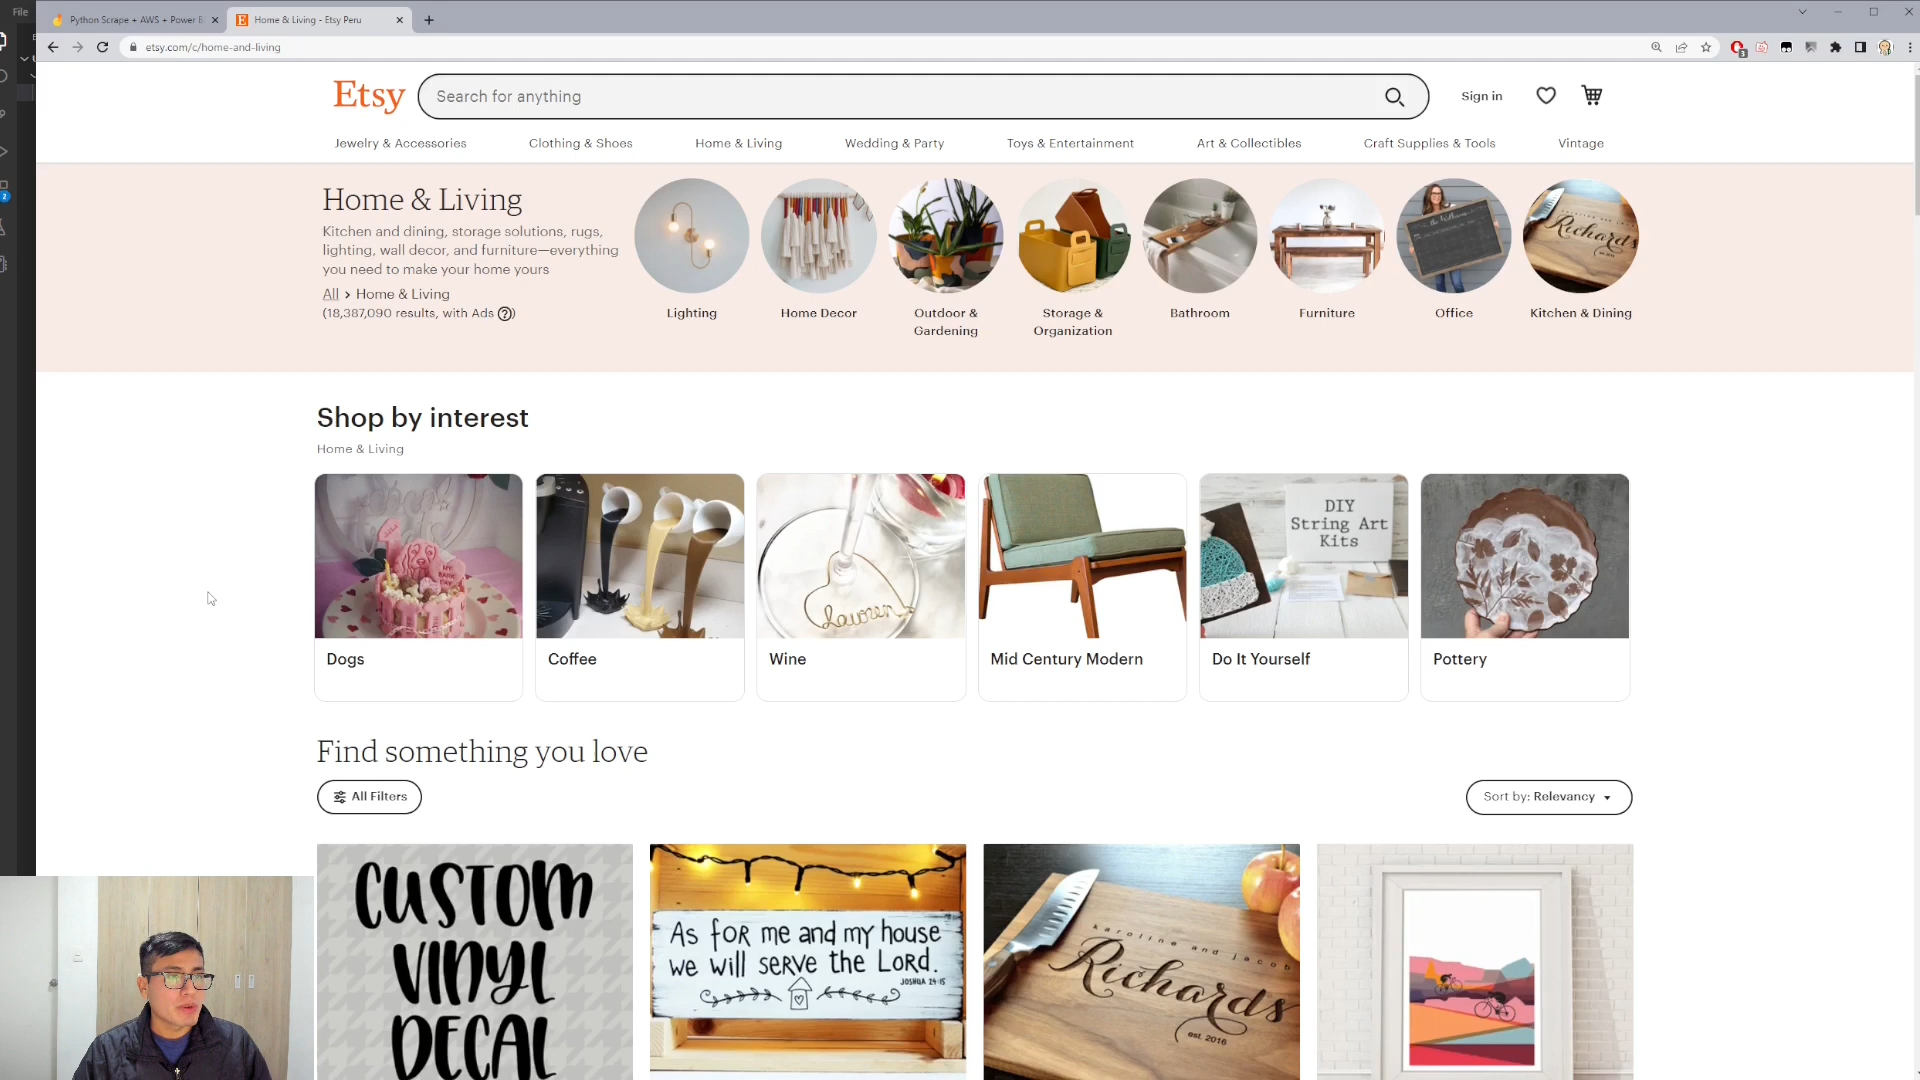 File
Python Scrape + AWS + Power B
Home & Living - Etsy Peru
etsy.com/c/home-and-living
3
2
Etsy
Search for anything
Sign in
Jewelry & Accessories
Clothing & Shoes
Home & Living
Wedding & Party
Toys & Entertainment
Art & Collectibles
Craft Supplies & Tools
Vintage
Home & Living
Kitchen and dining, storage solutions, rugs,
lighting, wall decor, and furniture—everything
you need to make your home yours
All > Home & Living
(18,387,090 results, with Ads ?)
Lighting
Home Decor
Outdoor &
Gardening
Storage &
Organization
Bathroom
Furniture
Office
Richards
Kitchen & Dining
Shop by interest
Home & Living
Dogs
Coffee
lauren
Wine
Mid Century Modern
DIY
String Art
Kits
Do It Yourself
Pottery
Find something you love
All Filters
Sort by: Relevancy
CUSTOM
VINYL
DECAL
As for me and my house
we will serve the Lord.
JOSHUA 24:15
karoline and jacob
Richards
est. 2016